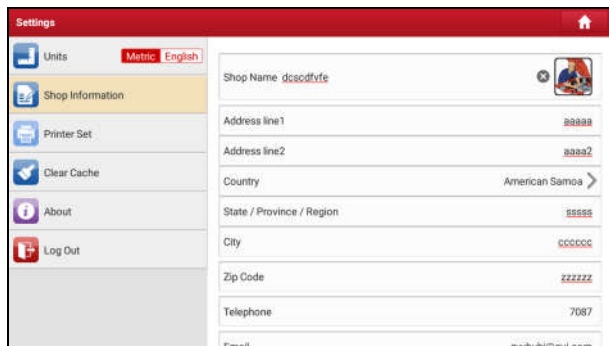 Settings
Units Metric English
Shop Information
Printer Set
Clear Cache
About
Log Out
Shop Name dcscdfvfe
Address line1 aaaaa
Address line2 aaaa2
Country American Samoa
State / Province / Region sssss
City cccccc
Zip Code zzzzzz
Telephone 7087
Email